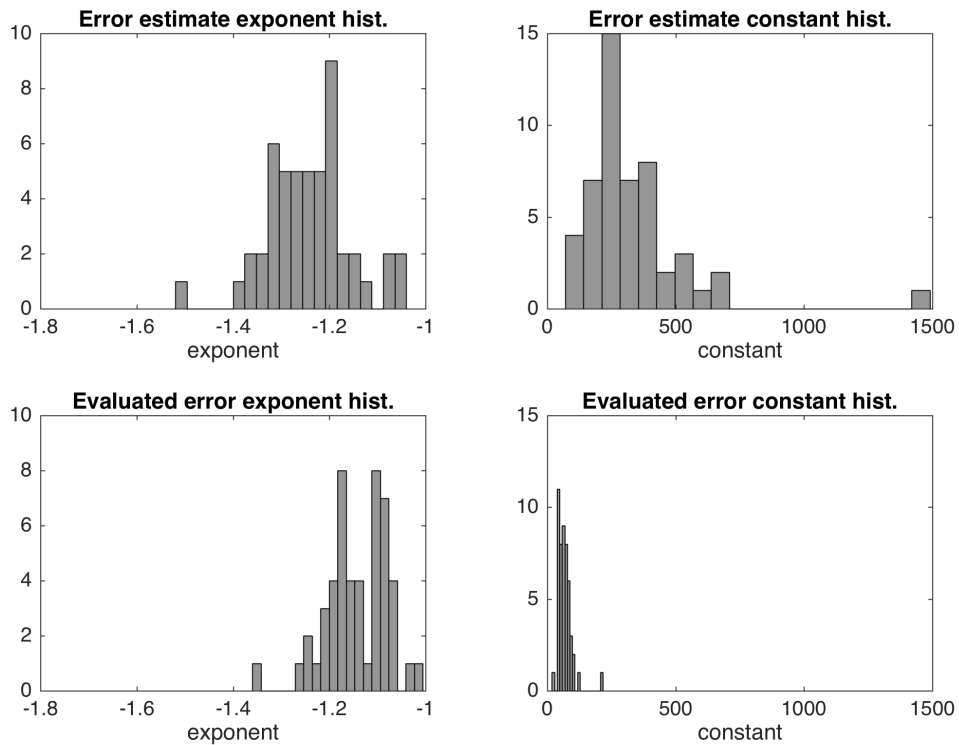 Error estimate exponent hist.
10
8
6
4
2
0
-1.8 -1.6 -1.4 -1.2 -1
exponent
Error estimate constant hist.
15
10
5
0
0 500 1000 1500
constant
Evaluated error exponent hist.
10
8
6
4
2
0
-1.8 -1.6 -1.4 -1.2 -1
exponent
Evaluated error constant hist.
15
10
5
0
0 500 1000 1500
constant